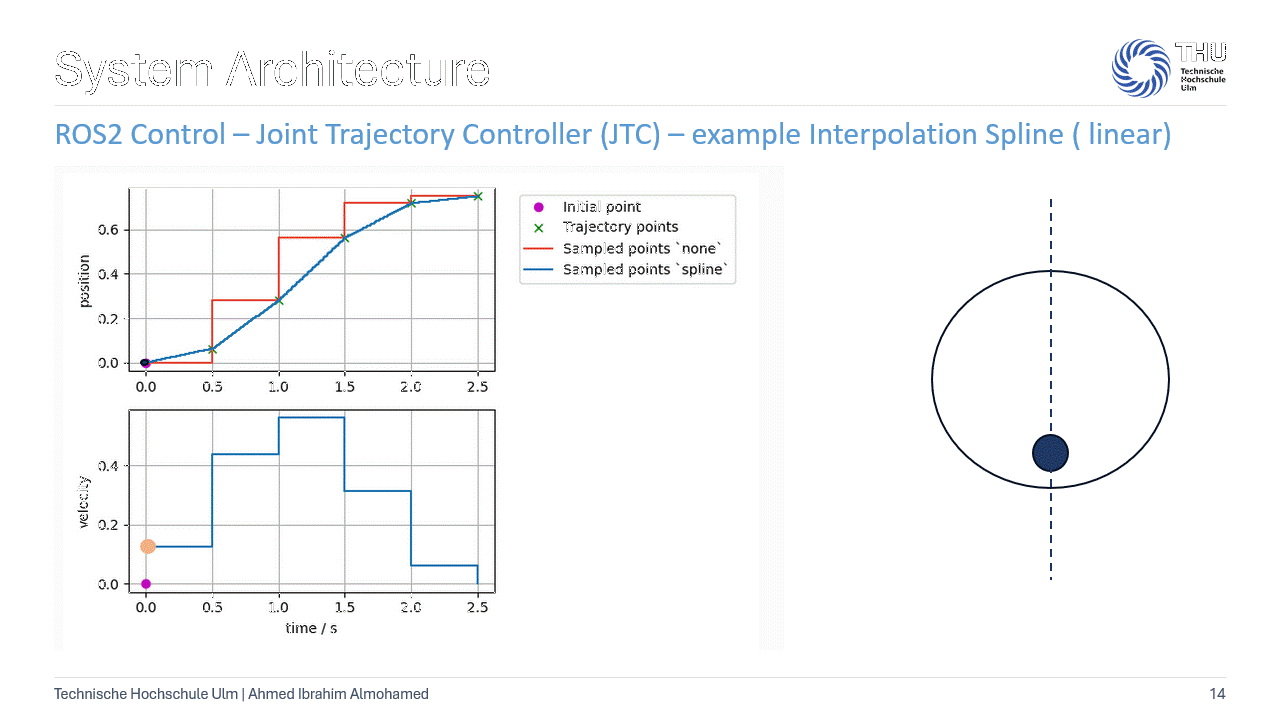 System Architecture
THU
Technische
Hochschule
Ulm
ROS2 Control – Joint Trajectory Controller (JTC) – example Interpolation Spline ( linear)
Initial point
Trajectory points
Sampled points `none`
Sampled points `spline`
position
0.6
0.4
0.2
0.0
0.0 0.5 1.0 1.5 2.0 2.5
velocity
0.4
0.2
0.0
0.0 0.5 1.0 1.5 2.0 2.5
time / s
Technische Hochschule Ulm | Ahmed Ibrahim Almohamed
14